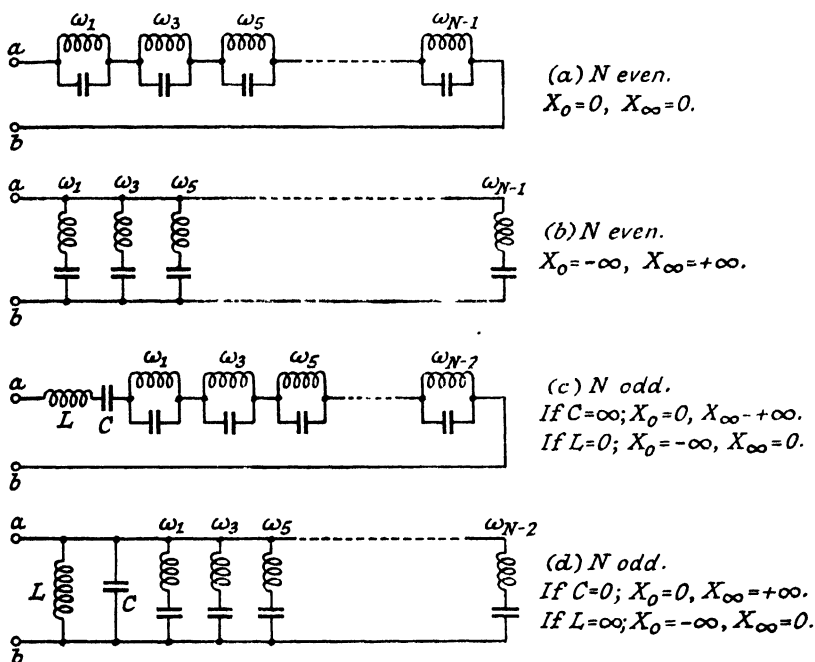 ω1 ω3 ω5 ωN-1
a
b
(a) N even.
X0=0, X∞=0.
a ω1 ω3 ω5 ωN-1
b
(b) N even.
X0=-∞, X∞=+∞.
ω1 ω3 ω5 ωN-2
a
L C
b
(c) N odd.
If C=∞; X0=0, X∞-+∞.
If L=0; X0=-∞, X∞=0.
a ω1 ω3 ω5 ωN-2
L C
b
(d) N odd.
If C=0; X0=0, X∞=+∞.
If L=∞; X0=-∞, X∞=0.